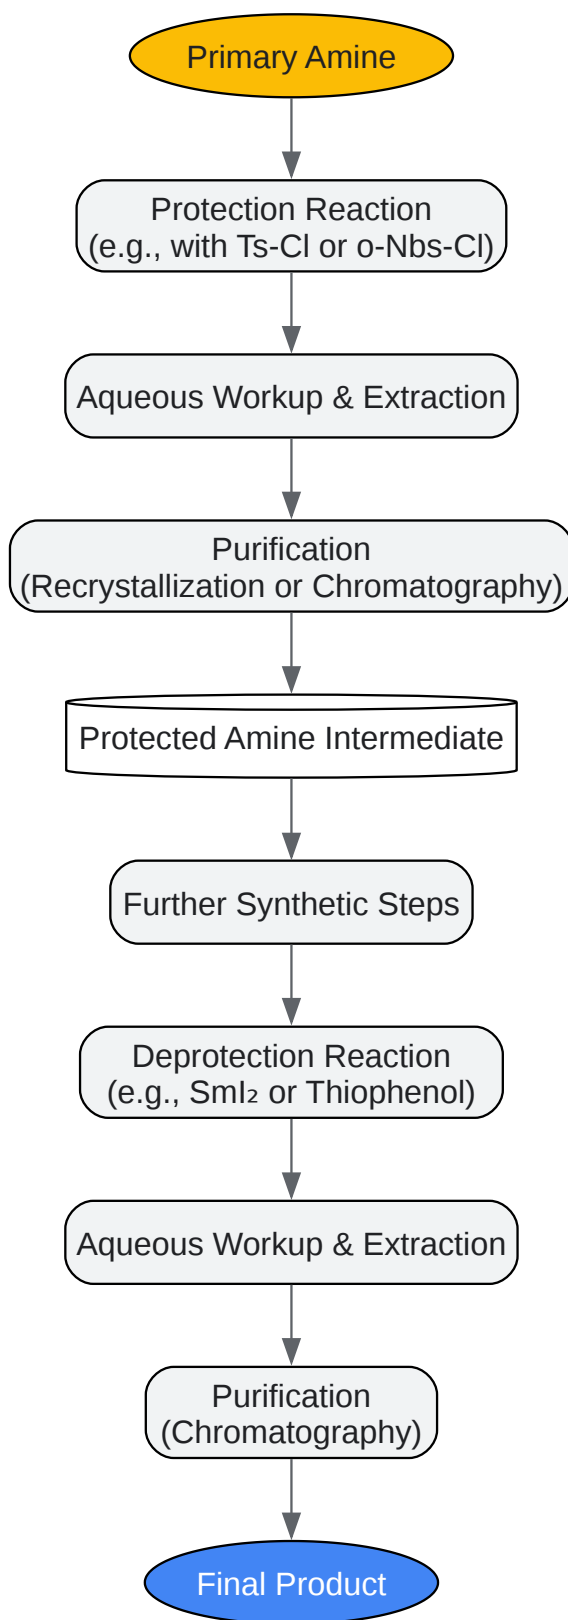 Primary Amine
Protection Reaction
(e.g., with Ts-Cl or o-Nbs-Cl)
Aqueous Workup & Extraction
Purification
(Recrystallization or Chromatography)
Protected Amine Intermediate
Further Synthetic Steps
Deprotection Reaction
(e.g., SmI₂ or Thiophenol)
Aqueous Workup & Extraction
Purification
(Chromatography)
Final Product